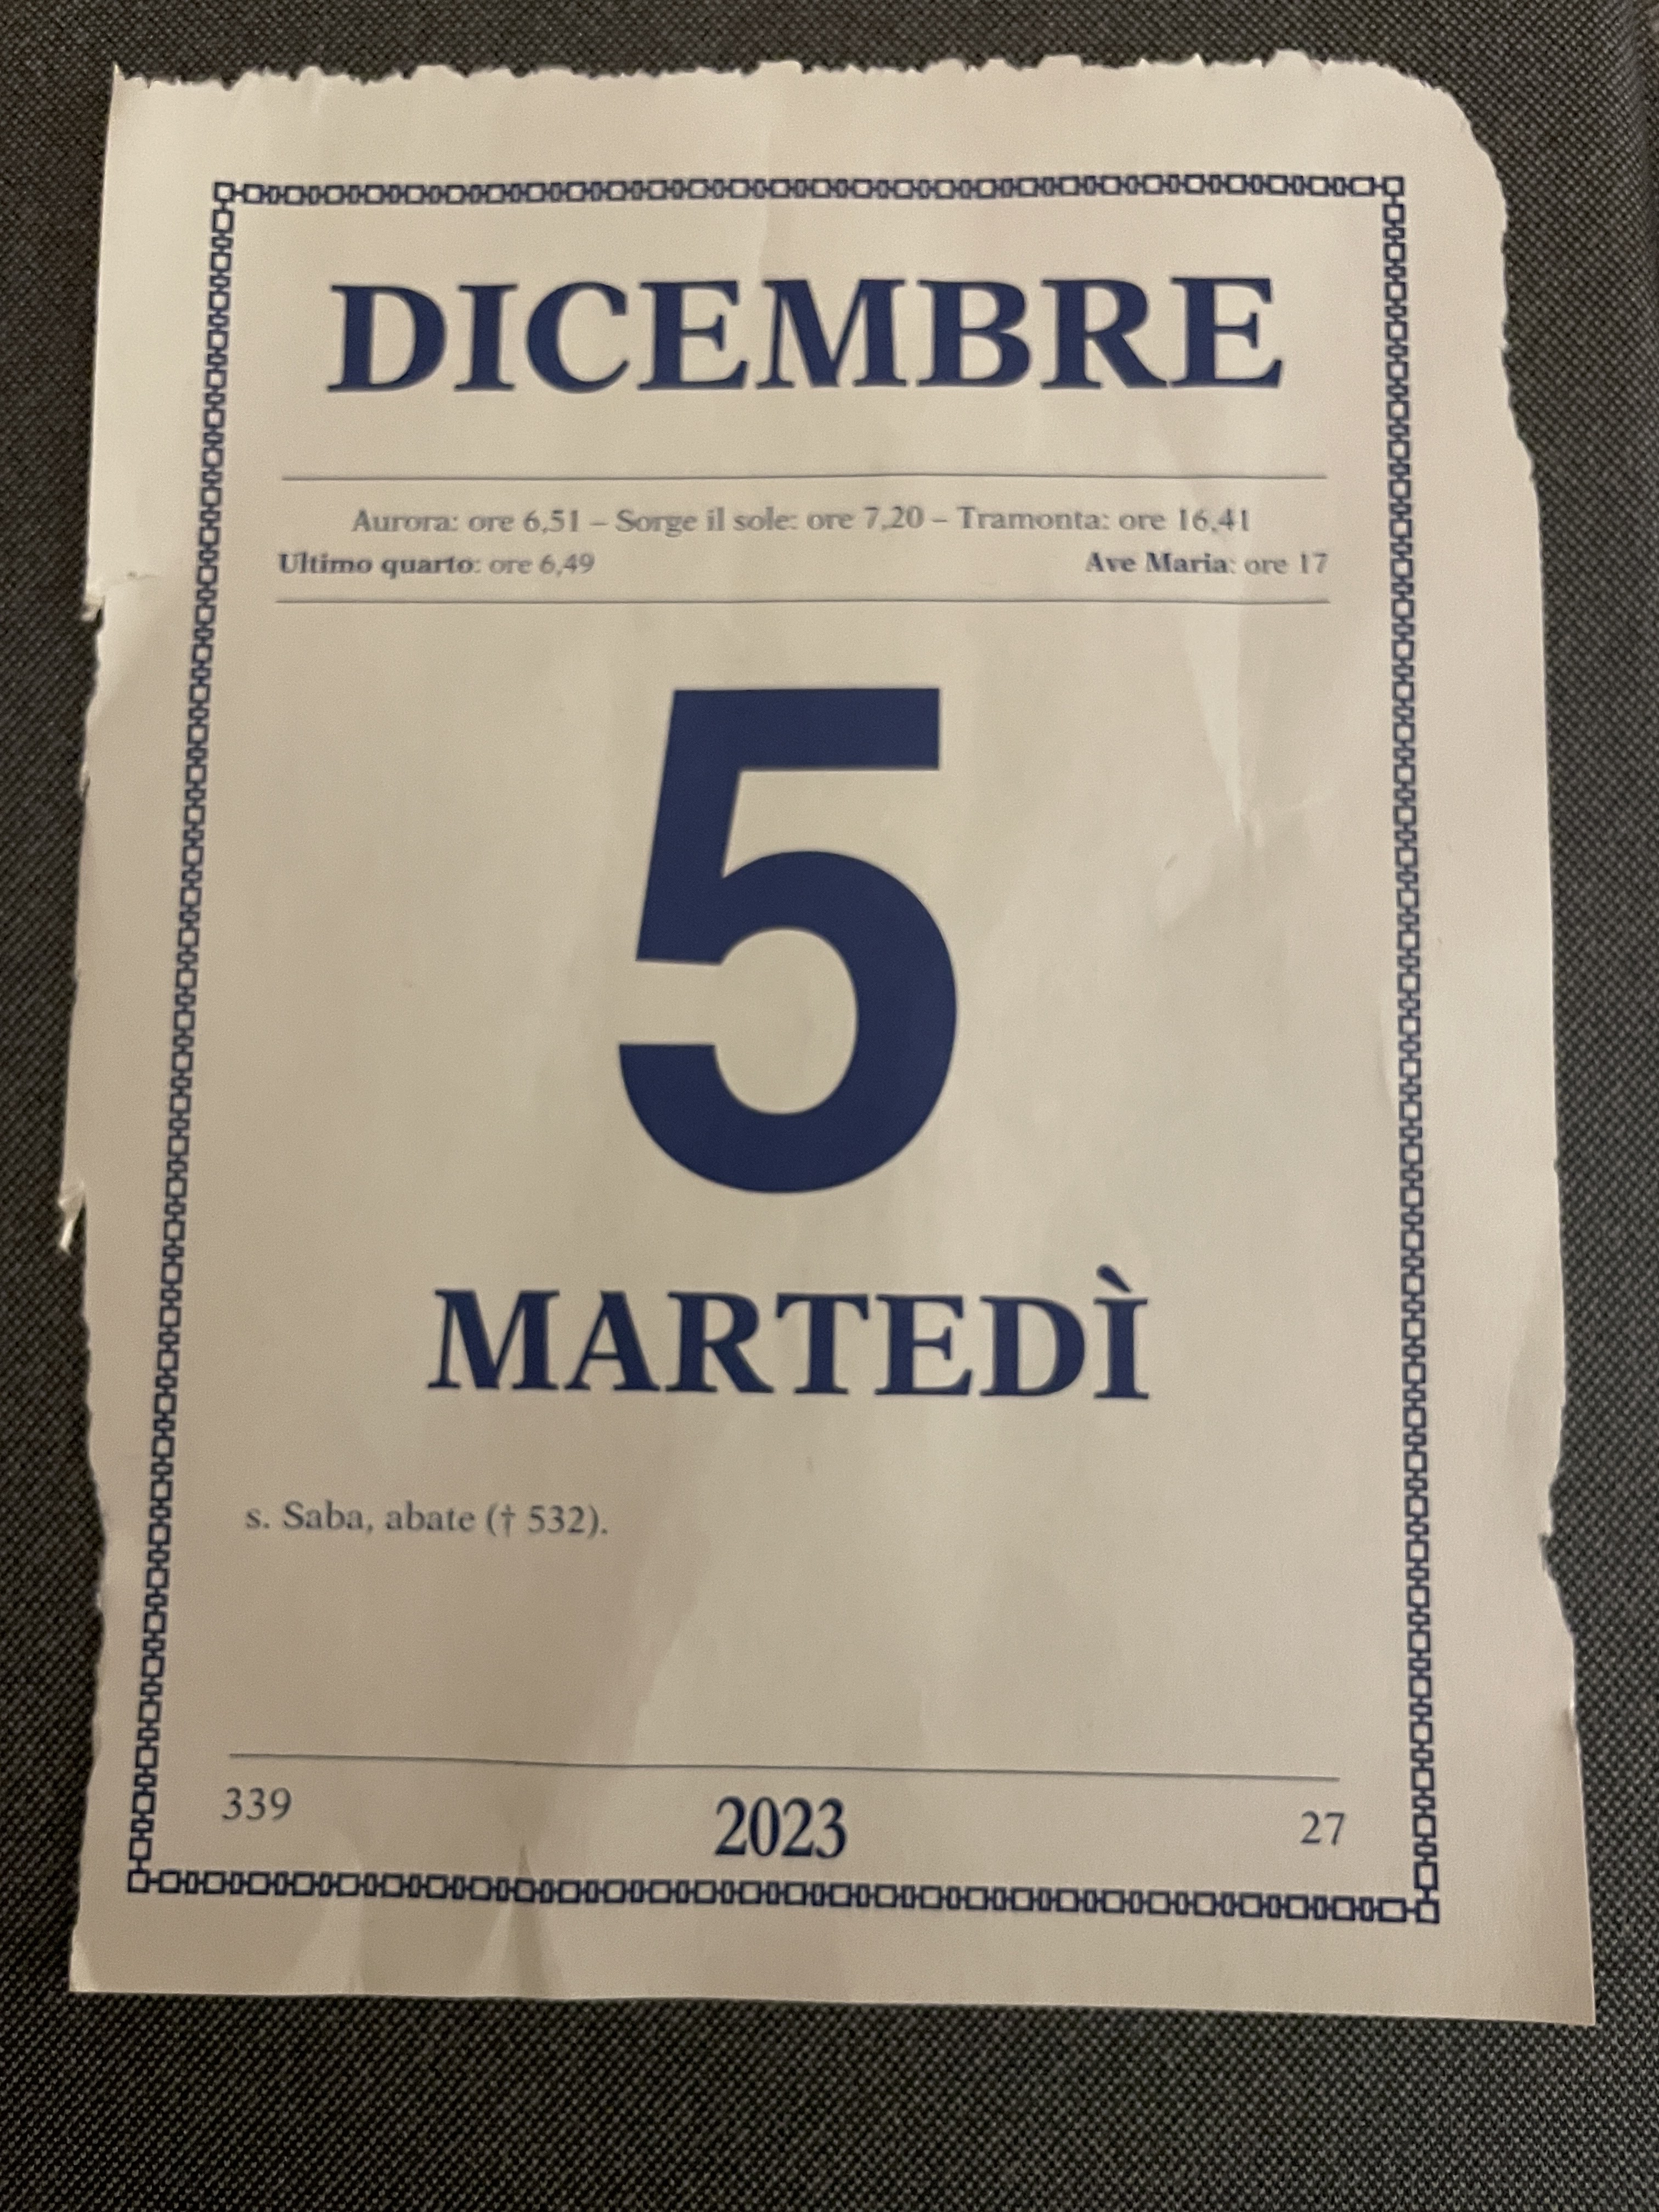 DICEMBRE
Aurora: ore 6,51 – Sorge il sole: ore 7,20 – Tramonta: ore 16,41
Ultimo quarto: ore 6,49 Ave Maria: ore 17
5
MARTEDÌ
s. Saba, abate († 532).
339 2023 27